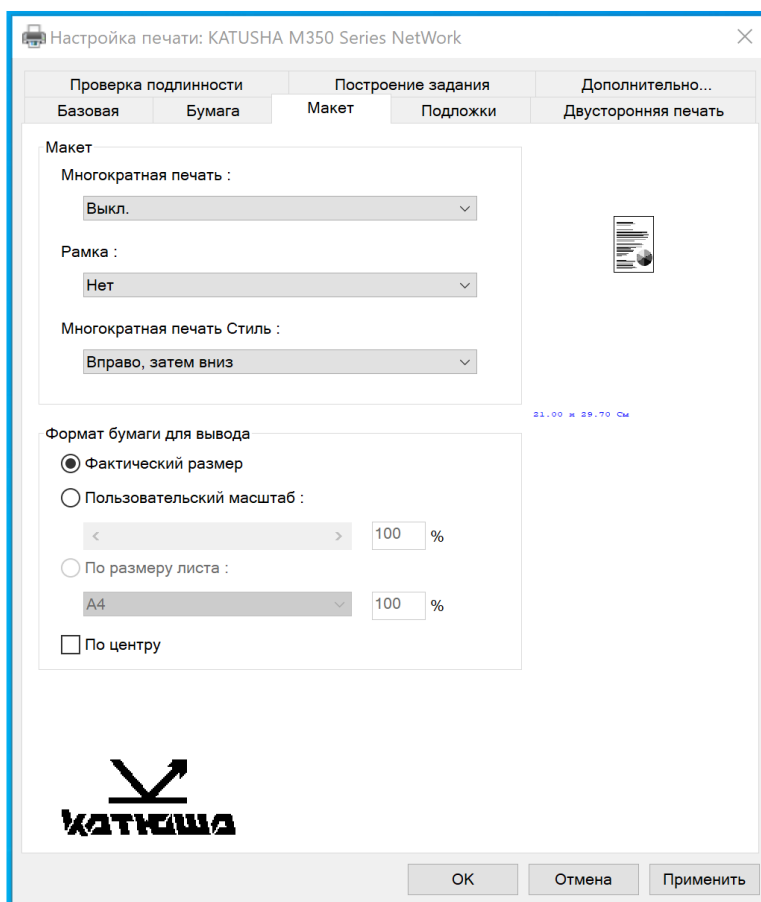 Настройка печати: KATUSHA M350 Series NetWork
Проверка подлинности Построение задания Дополнительно...
Базовая Бумага Макет Подложки Двусторонняя печать
Макет
Многократная печать :
Выкл.
Рамка :
Нет
Многократная печать Стиль :
Вправо, затем вниз
21.00 x 29.70 См
Формат бумаги для вывода
Фактический размер
Пользовательский масштаб :
100 %
По размеру листа :
A4 100 %
По центру
катюша
OK Отмена Применить